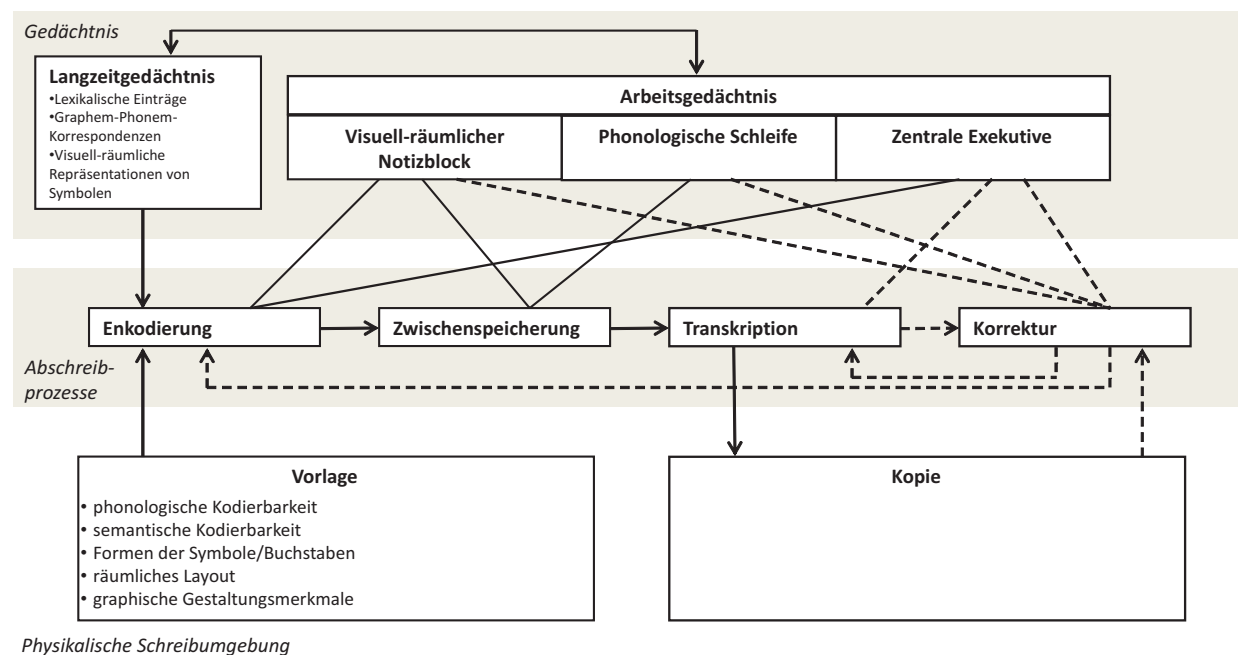 Gedächtnis
Langzeitgedächtnis
•Lexikalische Einträge
•Graphem-Phonem-
Korrespondenzen
•Visuell-räumliche
Repräsentationen von
Symbolen
Arbeitsgedächtnis
Visuell-räumlicher
Notizblock
Phonologische Schleife
Zentrale Exekutive
Enkodierung
Zwischenspeicherung
Transkription
Korrektur
Abschreib-
prozesse
Vorlage
• phonologische Kodierbarkeit
• semantische Kodierbarkeit
• Formen der Symbole/Buchstaben
• räumliches Layout
• graphische Gestaltungsmerkmale
Kopie
Physikalische Schreibumgebung